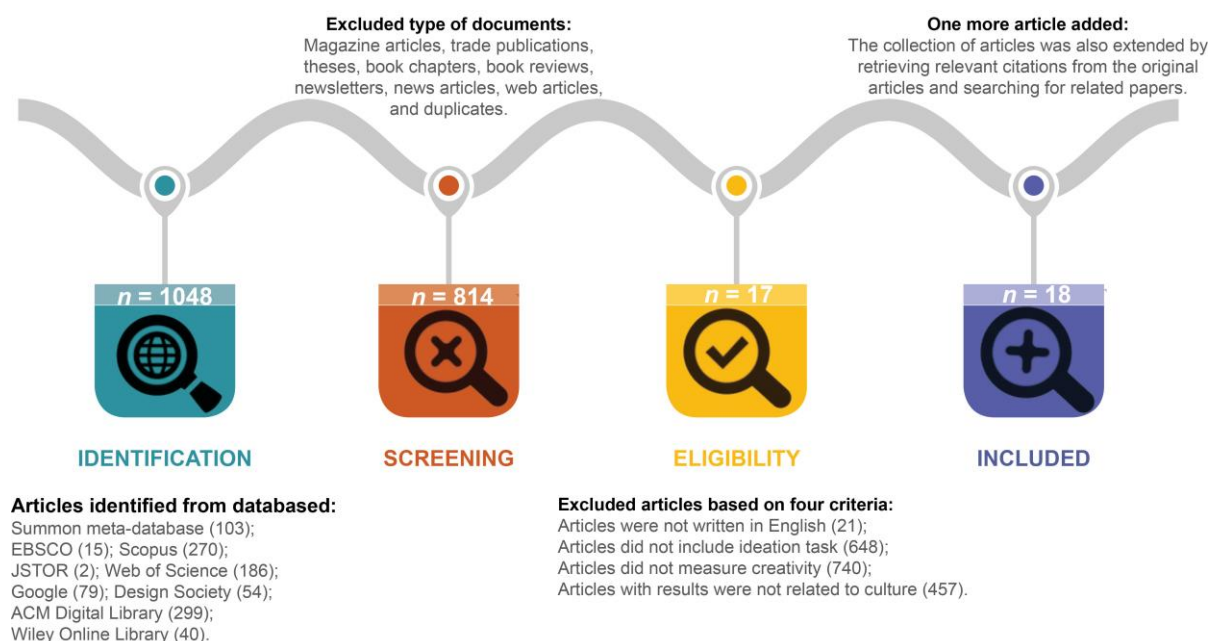 Excluded type of documents:
Magazine articles, trade publications,
theses, book chapters, book reviews,
newsletters, news articles, web articles,
and duplicates.
One more article added:
The collection of articles was also extended by
retrieving relevant citations from the original
articles and searching for related papers.
n = 1048
n = 814
n = 17
n = 18
IDENTIFICATION
SCREENING
ELIGIBILITY
INCLUDED
Articles identified from databased:
Summon meta-database (103);
EBSCO (15); Scopus (270);
JSTOR (2); Web of Science (186);
Google (79); Design Society (54);
ACM Digital Library (299);
Wiley Online Library (40).
Excluded articles based on four criteria:
Articles were not written in English (21);
Articles did not include ideation task (648);
Articles did not measure creativity (740);
Articles with results were not related to culture (457).